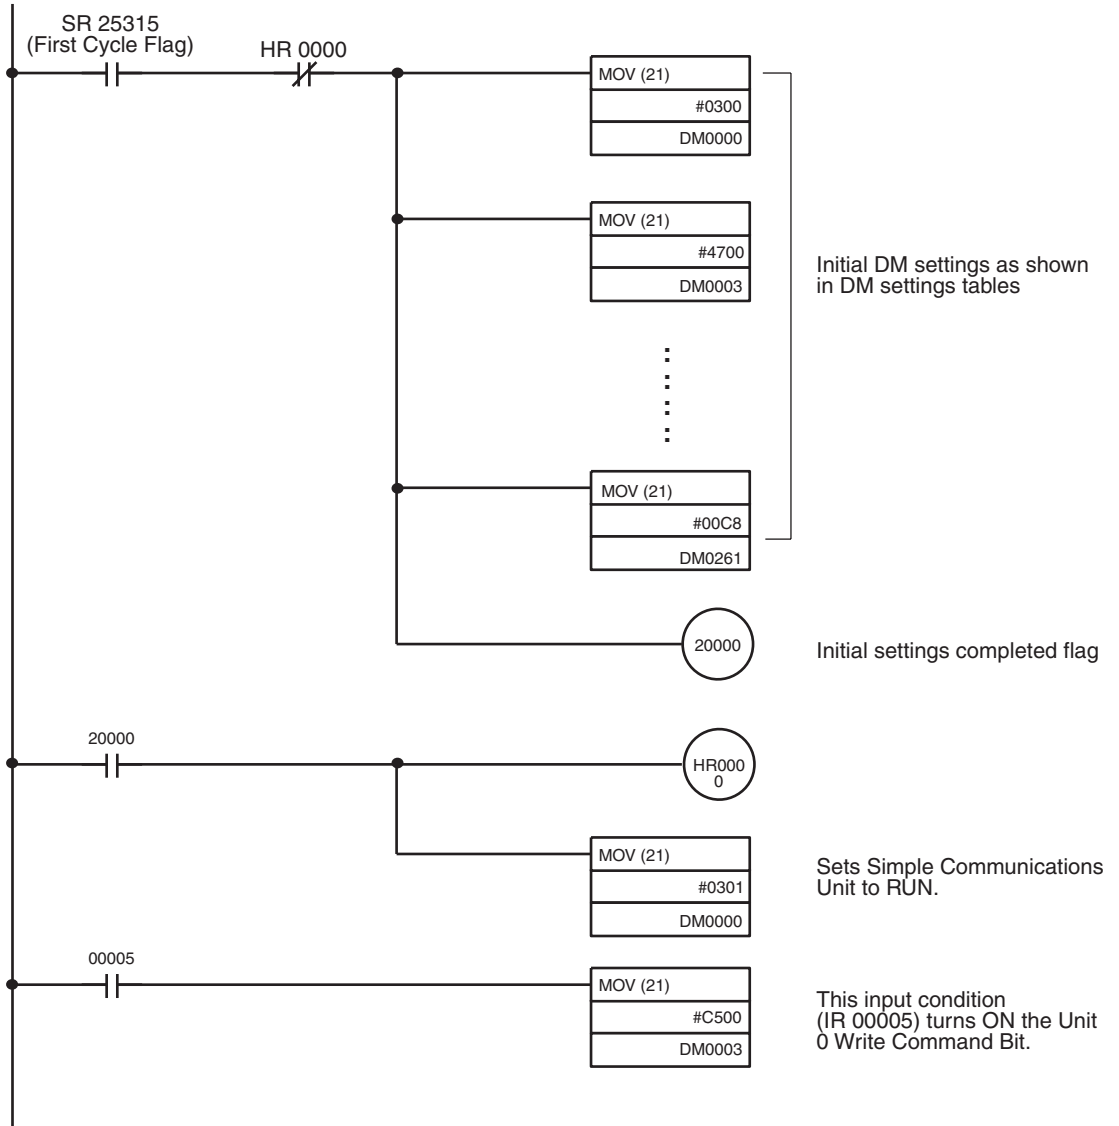 SR 25315
(First Cycle Flag)
HR 0000
MOV (21)
#0300
DM0000
MOV (21)
#4700
DM0003
Initial DM settings as shown
in DM settings tables
MOV (21)
#00C8
DM0261
20000
Initial settings completed flag
20000
HR000
0
MOV (21)
#0301
DM0000
Sets Simple Communications
Unit to RUN.
00005
MOV (21)
#C500
DM0003
This input condition
(IR 00005) turns ON the Unit
0 Write Command Bit.